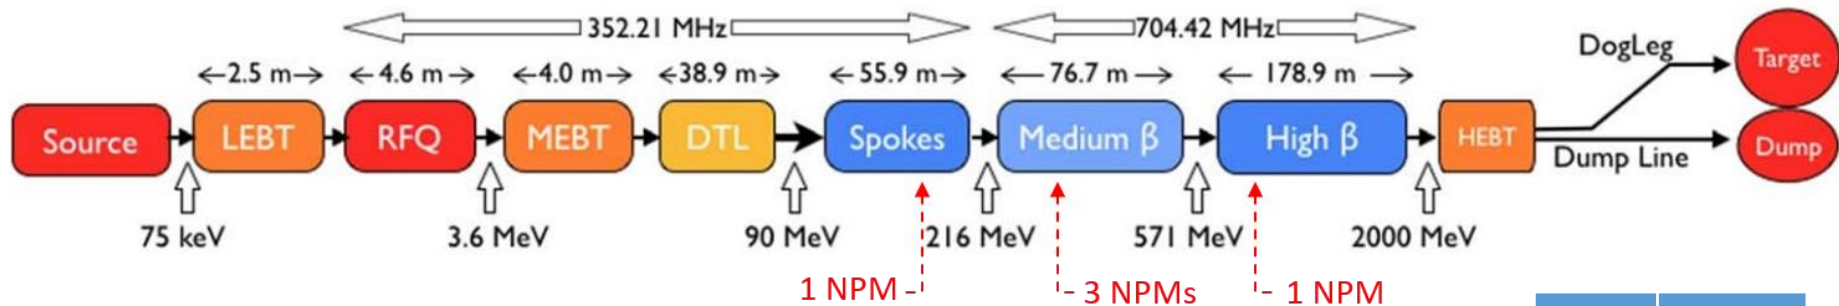 352.21 MHz 704.42 MHz
2.5 m 4.6 m 4.0 m 38.9 m 55.9 m 76.7 m 178.9 m
DogLeg
Target
Source LEBT RFQ MEBT DTL Spokes Medium β High β HEBT
Dump Line
Dump
75 keV 3.6 MeV 90 MeV 216 MeV 571 MeV 2000 MeV
1 NPM 3 NPMs 1 NPM